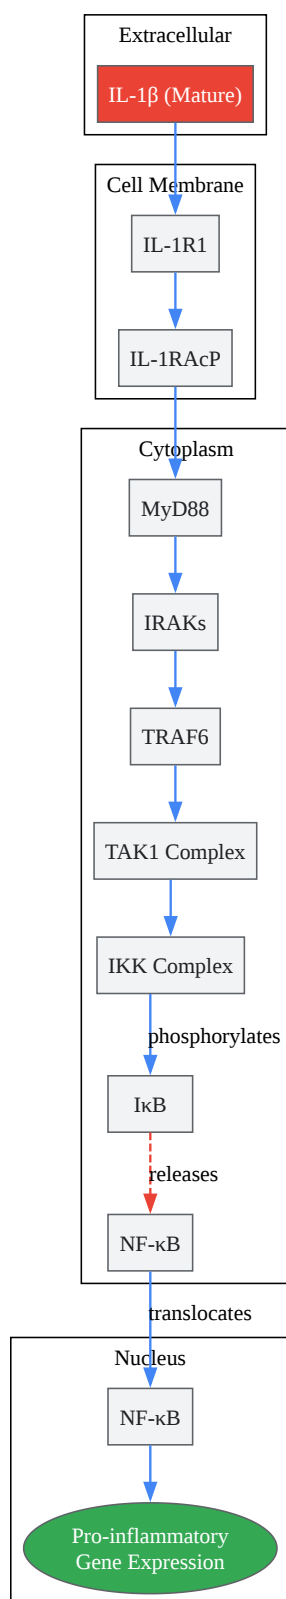 Extracellular
IL-1β (Mature)
Cell Membrane
IL-1R1
IL-1RAcP
Cytoplasm
MyD88
IRAKs
TRAF6
TAK1 Complex
IKK Complex
phosphorylates
IκB
releases
NF-κB
translocates
Nucleus
NF-κB
Pro-inflammatory
Gene Expression